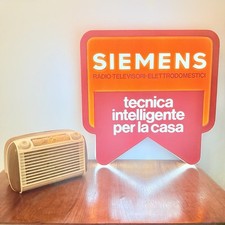 SIEMENS
RADIO TELEVISORI ELETTRODOMESTICI
tecnica
intelligente
per la casa